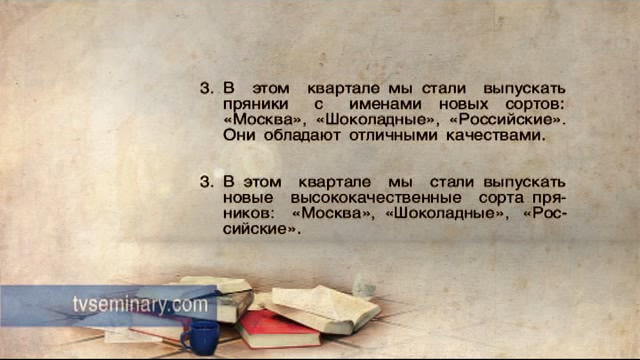 3. В этом квартале мы стали выпускать
пряники с именами новых сортов:
«Москва», «Шоколадные», «Российские».
Они обладают отличными качествами.
3. В этом квартале мы стали выпускать
новые высококачественные сорта пря-
ников: «Москва», «Шоколадные», «Рос-
сийские».
tvseminary.com